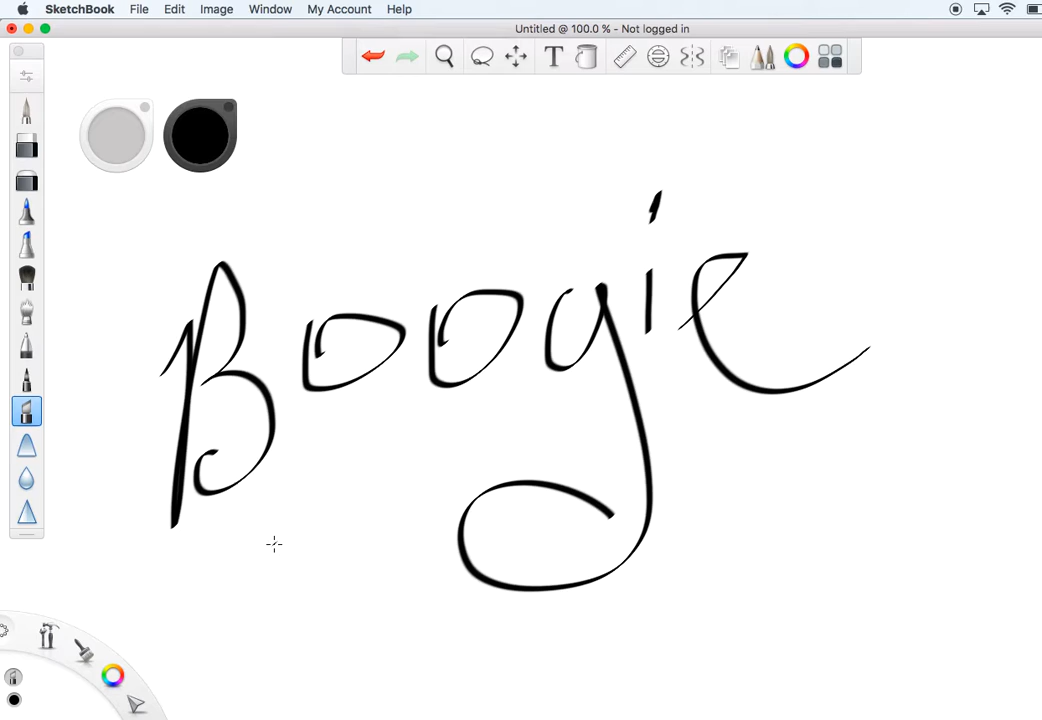 SketchBook File Edit Image Window My Account Help
Untitled @ 100.0 % - Not logged in
T
Boogie